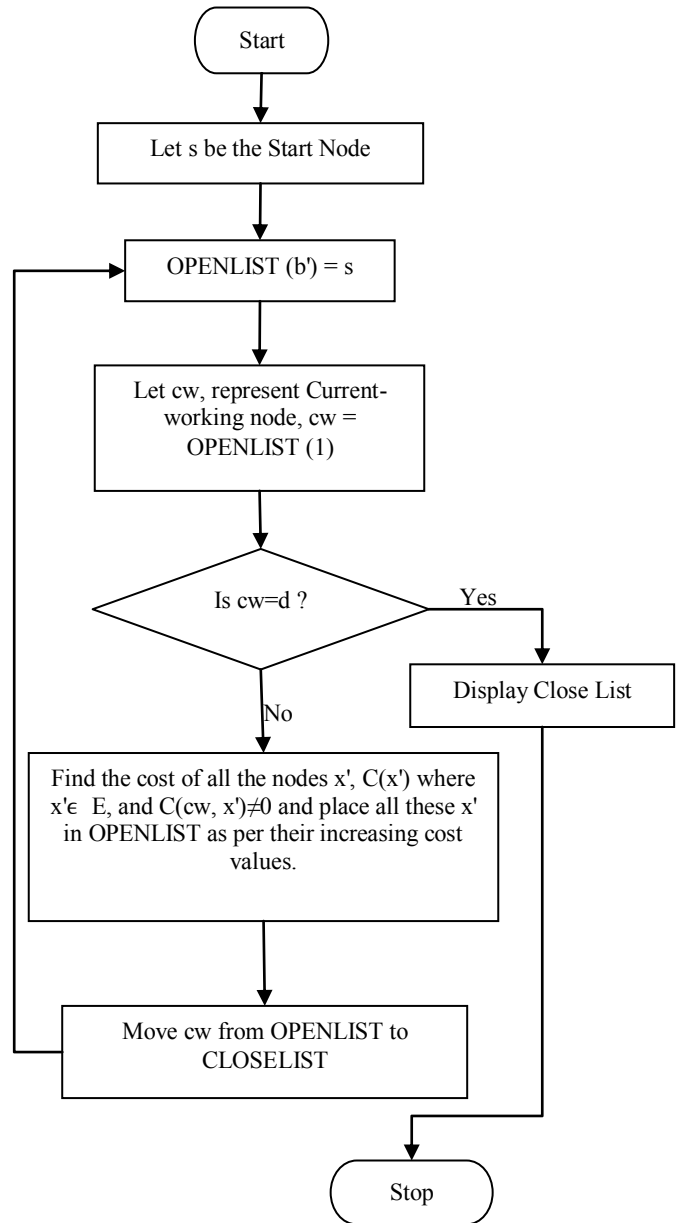 Start
Let s be the Start Node
OPENLIST (b') = s
Let cw, represent Current-
working node, cw =
OPENLIST (1)
Is cw=d ?
Yes
Display Close List
No
Find the cost of all the nodes x', C(x') where
x'ϵ E, and C(cw, x')≠0 and place all these x'
in OPENLIST as per their increasing cost
values.
Move cw from OPENLIST to
CLOSELIST
Stop